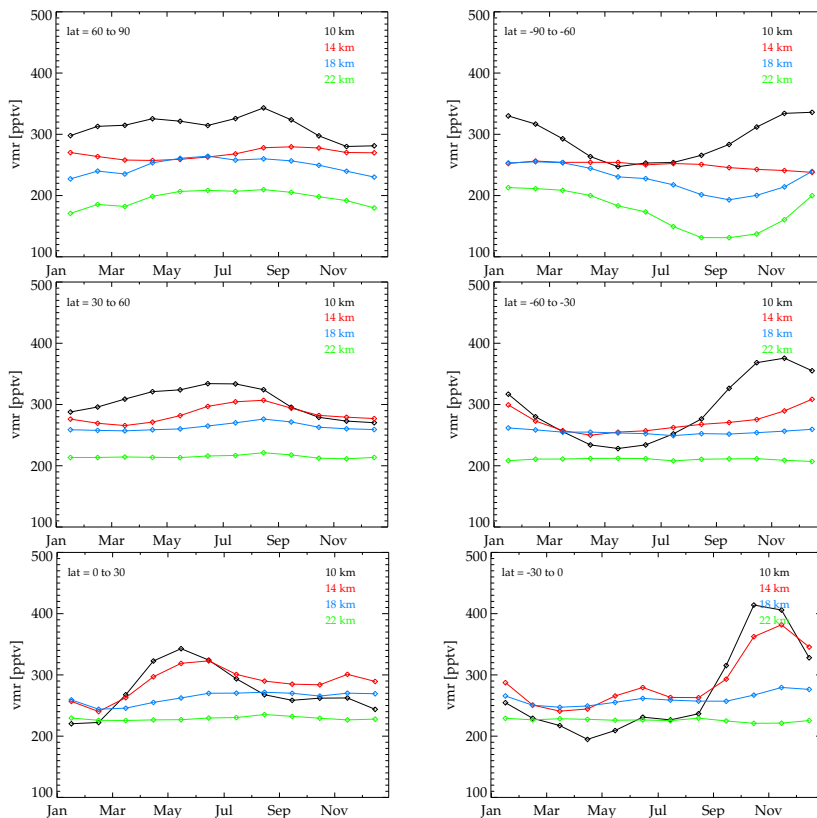 500
400
300
200
100
vmr [pptv]
lat = 60 to 90
10 km
14 km
18 km
22 km
Jan Mar May Jul Sep Nov
500
400
300
200
100
vmr [pptv]
lat = -90 to -60
10 km
14 km
18 km
22 km
Jan Mar May Jul Sep Nov
500
400
300
200
100
vmr [pptv]
lat = 30 to 60
10 km
14 km
18 km
22 km
Jan Mar May Jul Sep Nov
500
400
300
200
100
vmr [pptv]
lat = -60 to -30
10 km
14 km
18 km
22 km
Jan Mar May Jul Sep Nov
500
400
300
200
100
vmr [pptv]
lat = 0 to 30
10 km
14 km
18 km
22 km
Jan Mar May Jul Sep Nov
500
400
300
200
100
vmr [pptv]
lat = -30 to 0
10 km
14 km
18 km
22 km
Jan Mar May Jul Sep Nov